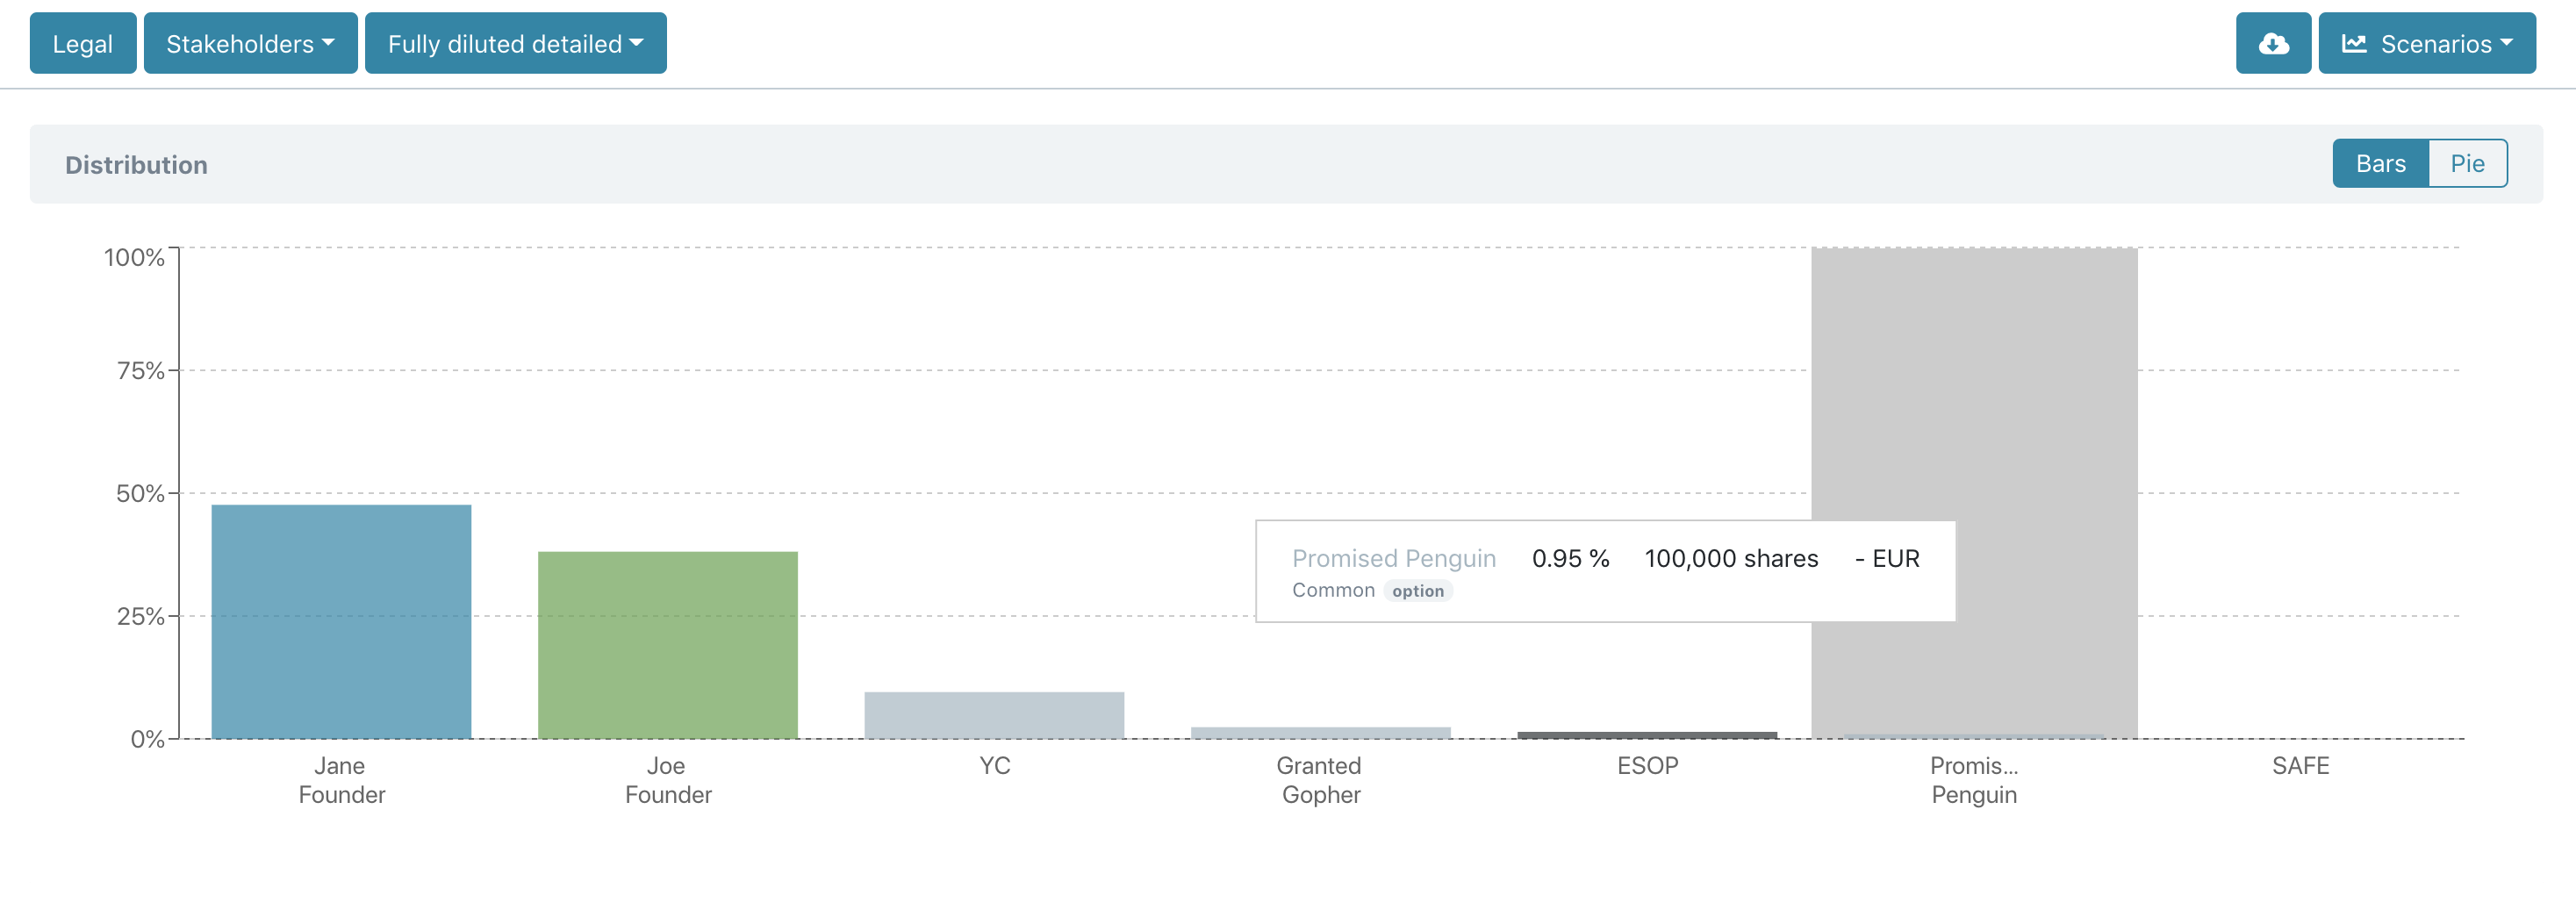 Legal Stakeholders Fully diluted detailed Scenarios
Distribution Bars Pie
100%
75%
50%
Promised Penguin 0.95 % 100,000 shares - EUR
Common option
25%
0%
Jane Founder
Joe Founder
YC
Granted Gopher
ESOP
Promis... Penguin
SAFE